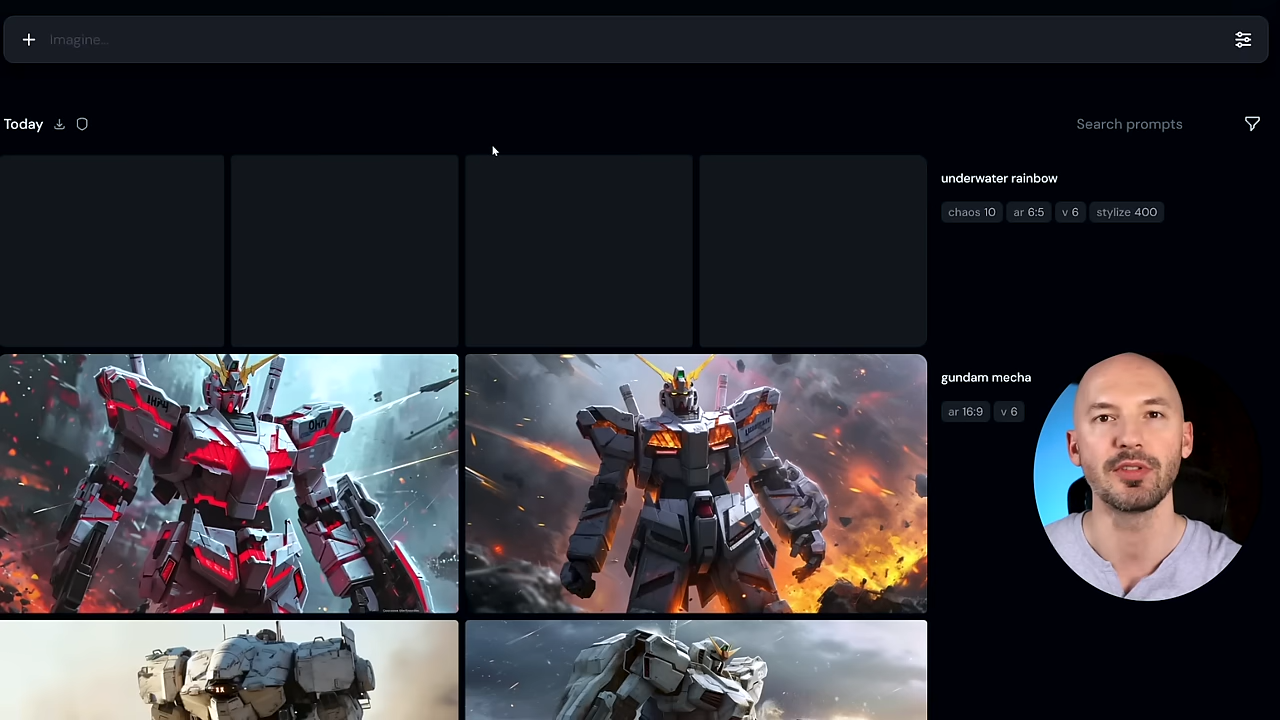 Imagine...
Today
Search prompts
underwater rainbow
chaos 10 ar 6:5 v 6 stylize 400
gundam mecha
ar 16:9 v 6